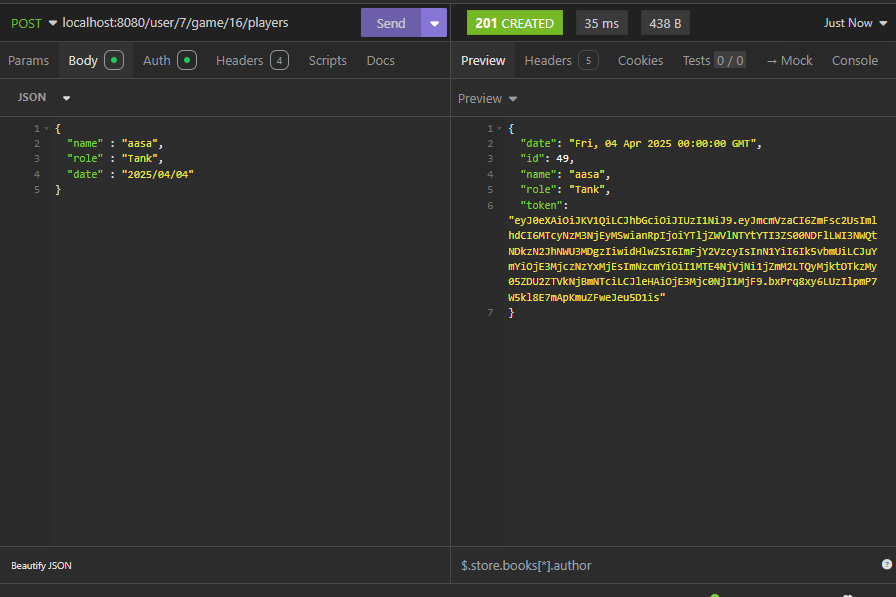 POST localhost:8080/user/7/game/16/players Send 201 CREATED 35 ms 438 B Just Now
Params Body Auth Headers 4 Scripts Docs Preview Headers 5 Cookies Tests 0 / 0 → Mock Console
JSON
Preview
1 {
2 "name" : "aasa",
3 "role" : "Tank",
4 "date" : "2025/04/04"
5 }
1 {
2 "date": "Fri, 04 Apr 2025 00:00:00 GMT",
3 "id": 49,
4 "name": "aasa",
5 "role": "Tank",
6 "token":
7 }
Beautify JSON
$.store.books[*].author